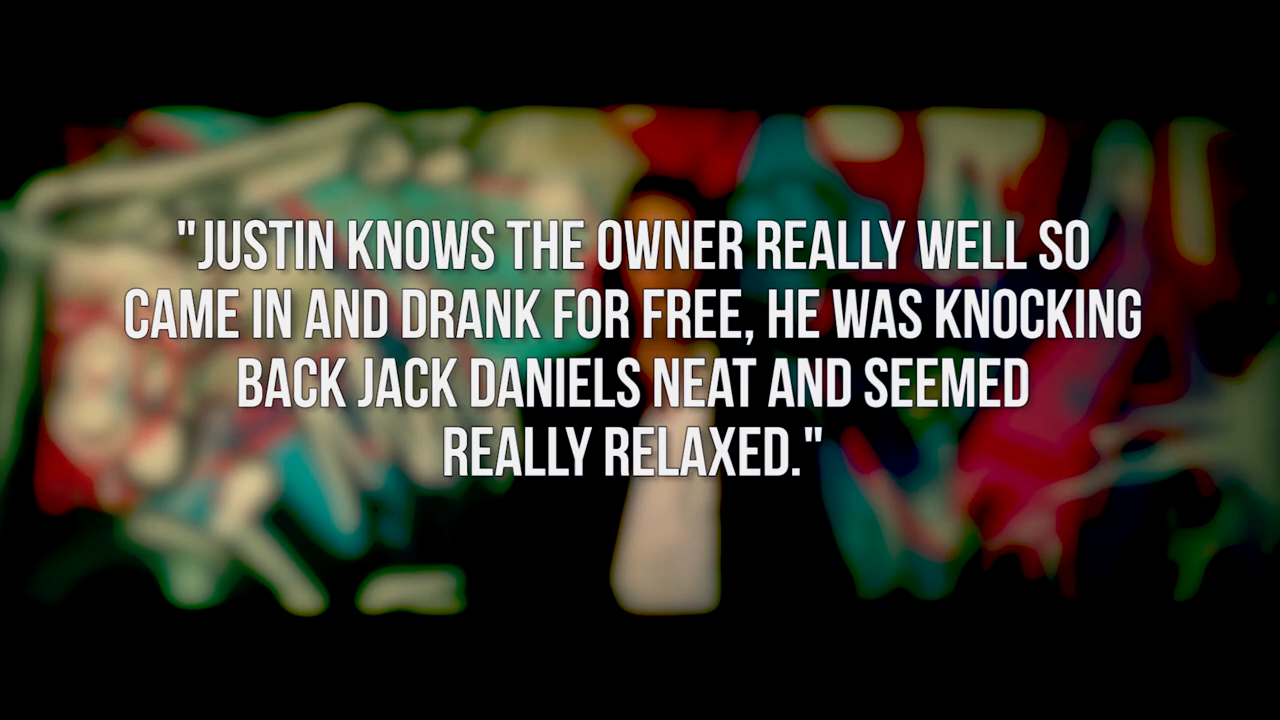 "JUSTIN KNOWS THE OWNER REALLY WELL SO
CAME IN AND DRANK FOR FREE, HE WAS KNOCKING
BACK JACK DANIELS NEAT AND SEEMED
REALLY RELAXED."